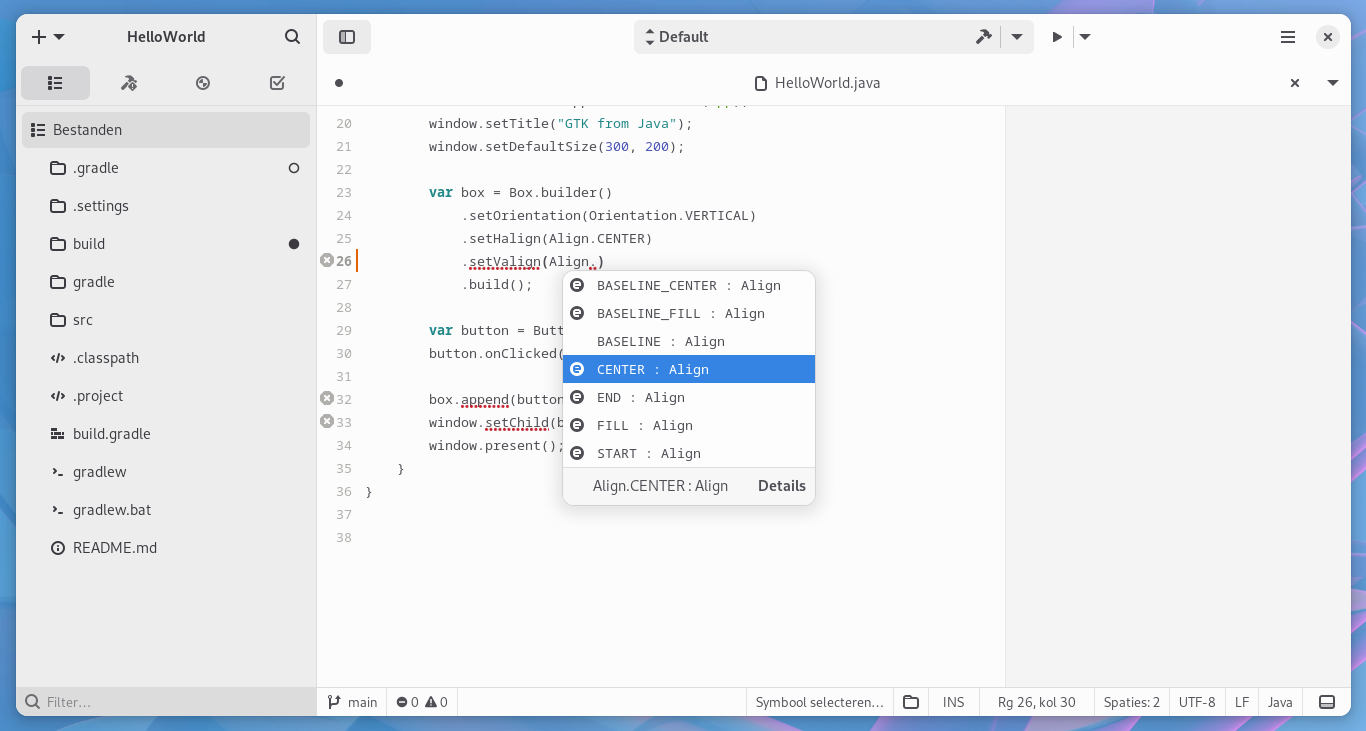 HelloWorld
Default
HelloWorld.java
Bestanden
.gradle
.settings
build
gradle
src
.classpath
.project
build.gradle
gradlew
gradlew.bat
README.md
Filter...
20 window.setTitle("GTK from Java");
21 window.setDefaultSize(300, 200);
22
23 var box = Box.builder()
24 .setOrientation(Orientation.VERTICAL)
25 .setHalign(Align.CENTER)
26 .setValign(Align.)
27 .build();
28
29 var button = Butt
30 button.onClicked(
31
32 box.append(button
33 window.setChild(b
34 window.present();
35 }
36 }
37
38
BASELINE_CENTER : Align
BASELINE_FILL : Align
BASELINE : Align
CENTER : Align
END : Align
FILL : Align
START : Align
Align.CENTER : Align Details
main 0 0 Symbool selecteren... INS Rg 26, kol 30 Spaties: 2 UTF-8 LF Java